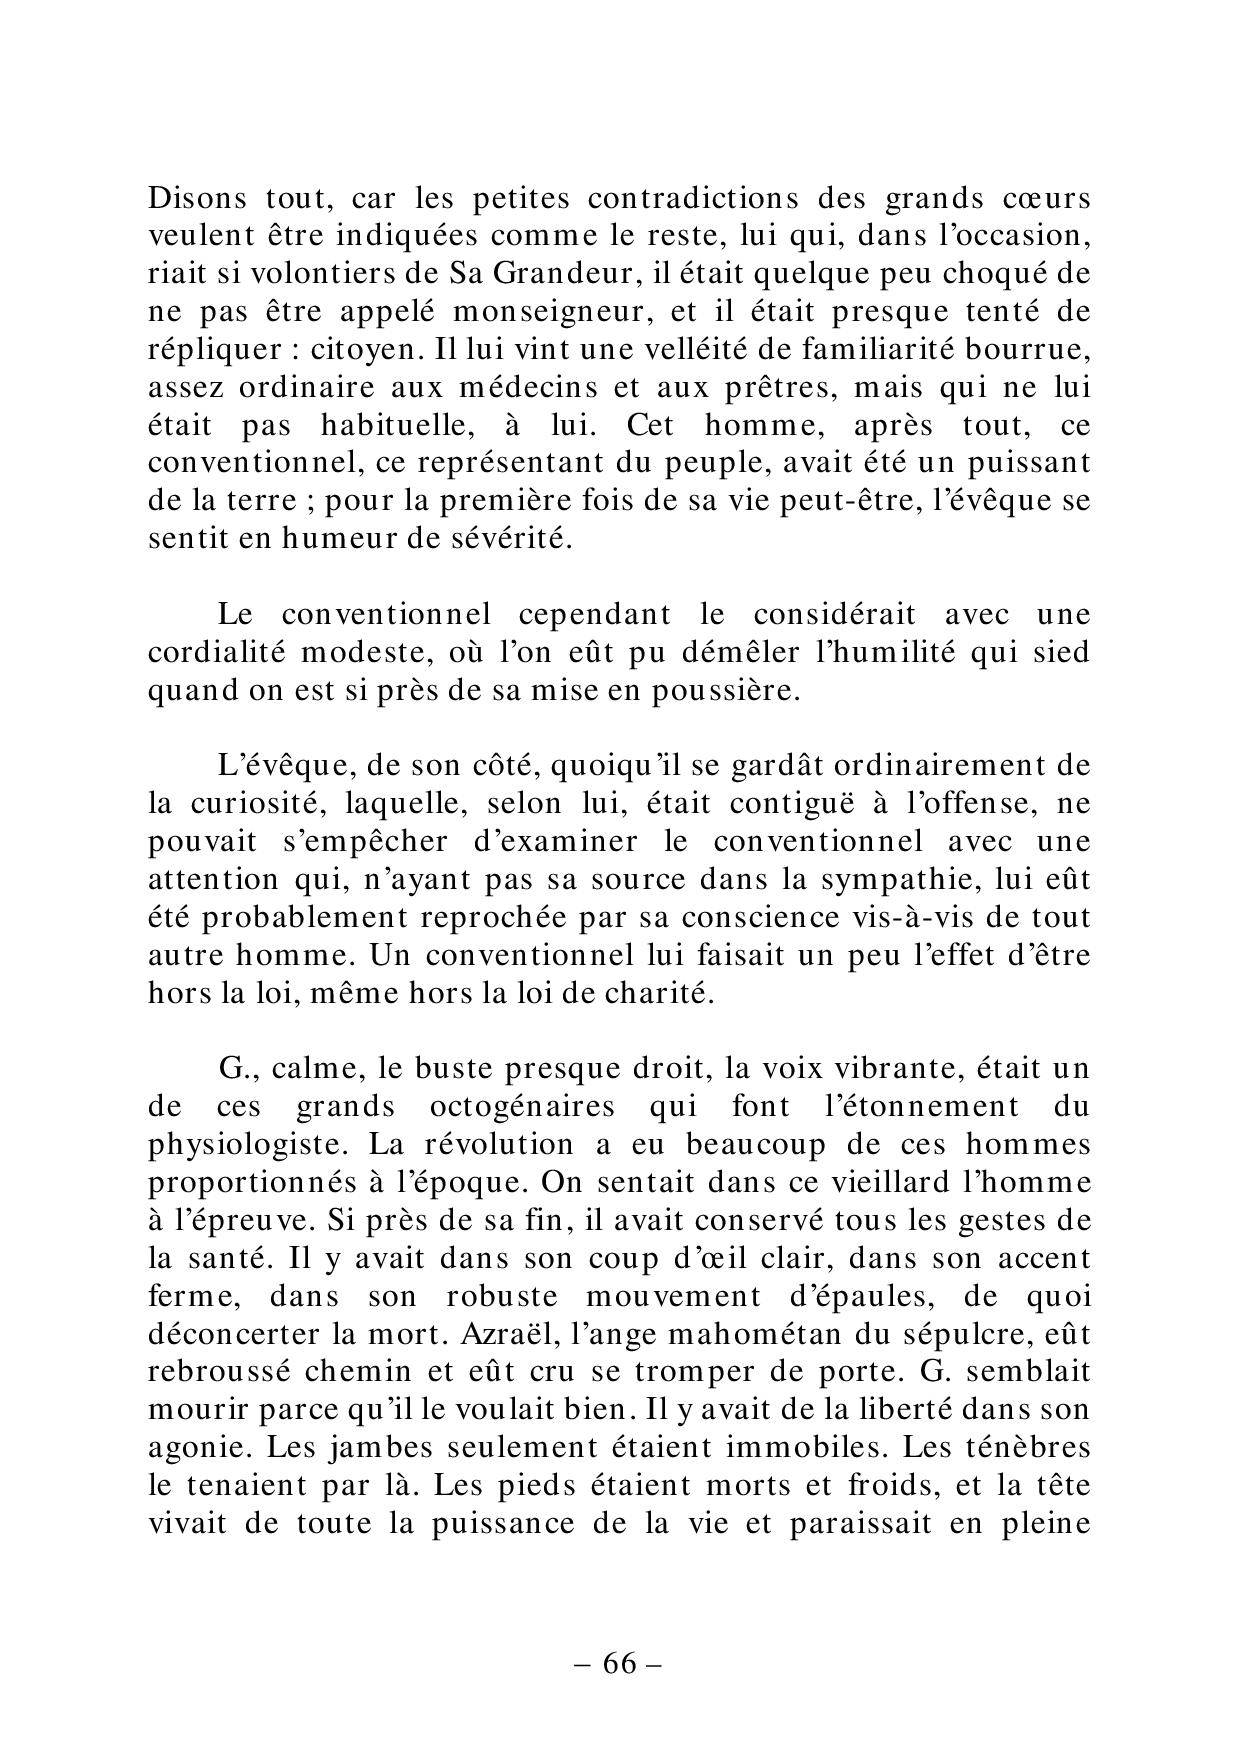 Disons tout, car les petites contradictions des grands cœurs
veulent être indiquées comme le reste, lui qui, dans l’occasion,
riait si volontiers de Sa Grandeur, il était quelque peu choqué de
ne pas être appelé monseigneur, et il était presque tenté de
répliquer : citoyen. Il lui vint une velléité de familiarité bourrue,
assez ordinaire aux médecins et aux prêtres, mais qui ne lui
était pas habituelle, à lui. Cet homme, après tout, ce
conventionnel, ce représentant du peuple, avait été un puissant
de la terre ; pour la première fois de sa vie peut-être, l’évêque se
sentit en humeur de sévérité.
Le conventionnel cependant le considérait avec une
cordialité modeste, où l’on eût pu démêler l’humilité qui sied
quand on est si près de sa mise en poussière.
L’évêque, de son côté, quoiqu’il se gardât ordinairement de
la curiosité, laquelle, selon lui, était contiguë à l’offense, ne
pouvait s’empêcher d’examiner le conventionnel avec une
attention qui, n’ayant pas sa source dans la sympathie, lui eût
été probablement reprochée par sa conscience vis-à-vis de tout
autre homme. Un conventionnel lui faisait un peu l’effet d’être
hors la loi, même hors la loi de charité.
G., calme, le buste presque droit, la voix vibrante, était un
de ces grands octogénaires qui font l’étonnement du
physiologiste. La révolution a eu beaucoup de ces hommes
proportionnés à l’époque. On sentait dans ce vieillard l’homme
à l’épreuve. Si près de sa fin, il avait conservé tous les gestes de
la santé. Il y avait dans son coup d’œil clair, dans son accent
ferme, dans son robuste mouvement d’épaules, de quoi
déconcerter la mort. Azraël, l’ange mahométan du sépulcre, eût
rebroussé chemin et eût cru se tromper de porte. G. semblait
mourir parce qu’il le voulait bien. Il y avait de la liberté dans son
agonie. Les jambes seulement étaient immobiles. Les ténèbres
le tenaient par là. Les pieds étaient morts et froids, et la tête
vivait de toute la puissance de la vie et paraissait en pleine
– 66 –